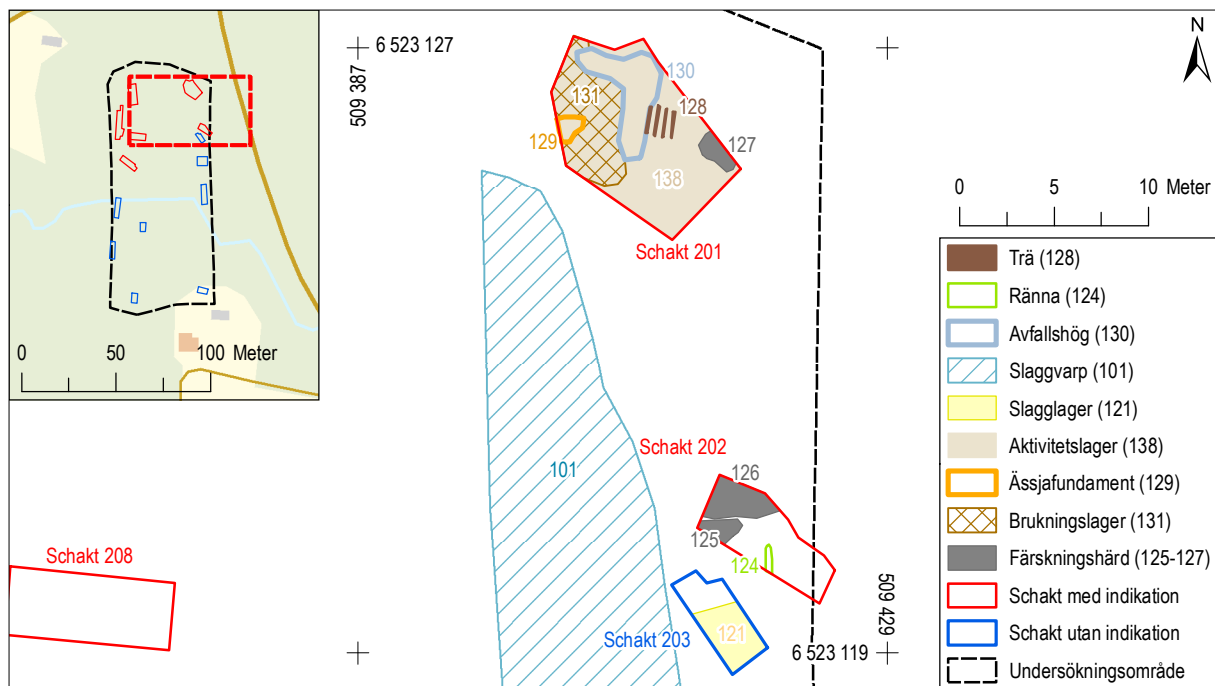 0 50 100 Meter
6 523 127
509 387
130
131
128
129
127
138
Schakt 201
N
0 5 10 Meter
101
Schakt 202
126
125
124
Schakt 208
Schakt 203
121
509 429
6 523 119
Trä (128)
Ränna (124)
Avfallshög (130)
Slaggvarp (101)
Slagglager (121)
Aktivitetslager (138)
Ässjafundament (129)
Brukningslager (131)
Färskningshärd (125-127)
Schakt med indikation
Schakt utan indikation
Undersökningsområde